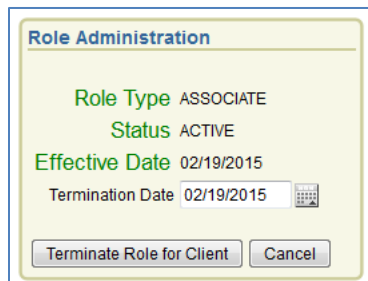 Role Administration
Role Type ASSOCIATE
Status ACTIVE
Effective Date 02/19/2015
Termination Date 02/19/2015
Terminate Role for Client Cancel